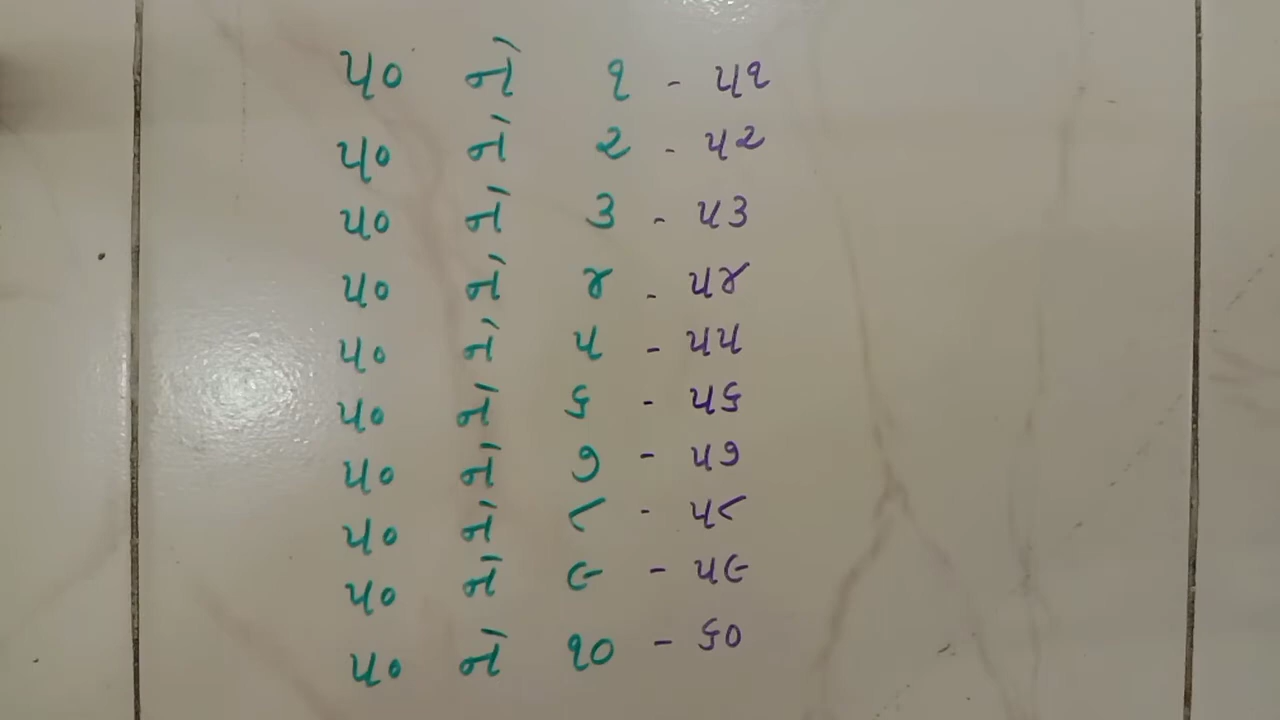 ૫૦ ને ૧ - ૫૧
૫૦ ને ૨ - ૫૨
૫૦ ને ૩ - ૫૩
૫૦ ને ૪ - ૫૪
૫૦ ને ૫ - ૫૫
૫૦ ને ૬ - ૫૬
૫૦ ને ૭ - ૫૭
૫૦ ને ૮ - ૫૮
૫૦ ને ૯ - ૫૯
૫૦ ને ૧૦ - ૬૦